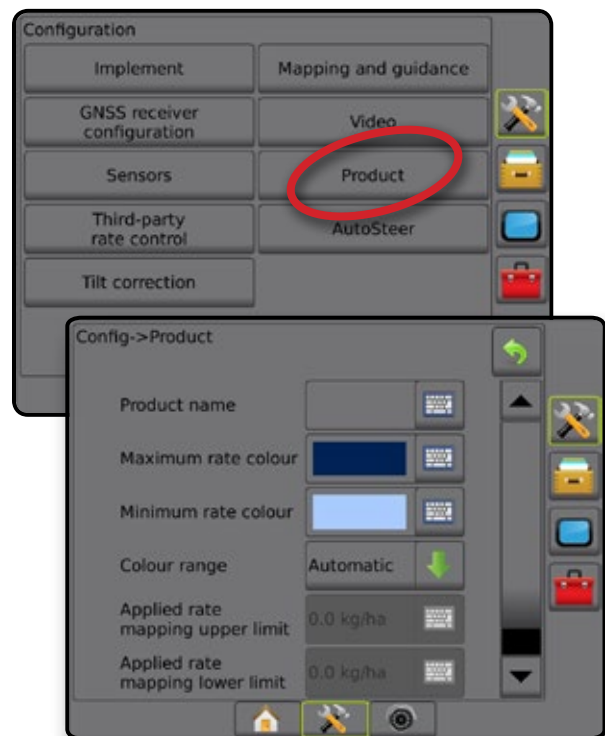 Configuration
Implement
Mapping and guidance
GNSS receiver
configuration
Video
Sensors
Product
Third-party
rate control
AutoSteer
Tilt correction
Config->Product
Product name
Maximum rate colour
Minimum rate colour
Colour range
Automatic
Applied rate
mapping upper limit
0.0 kg/ha
Applied rate
mapping lower limit
0.0 kg/ha